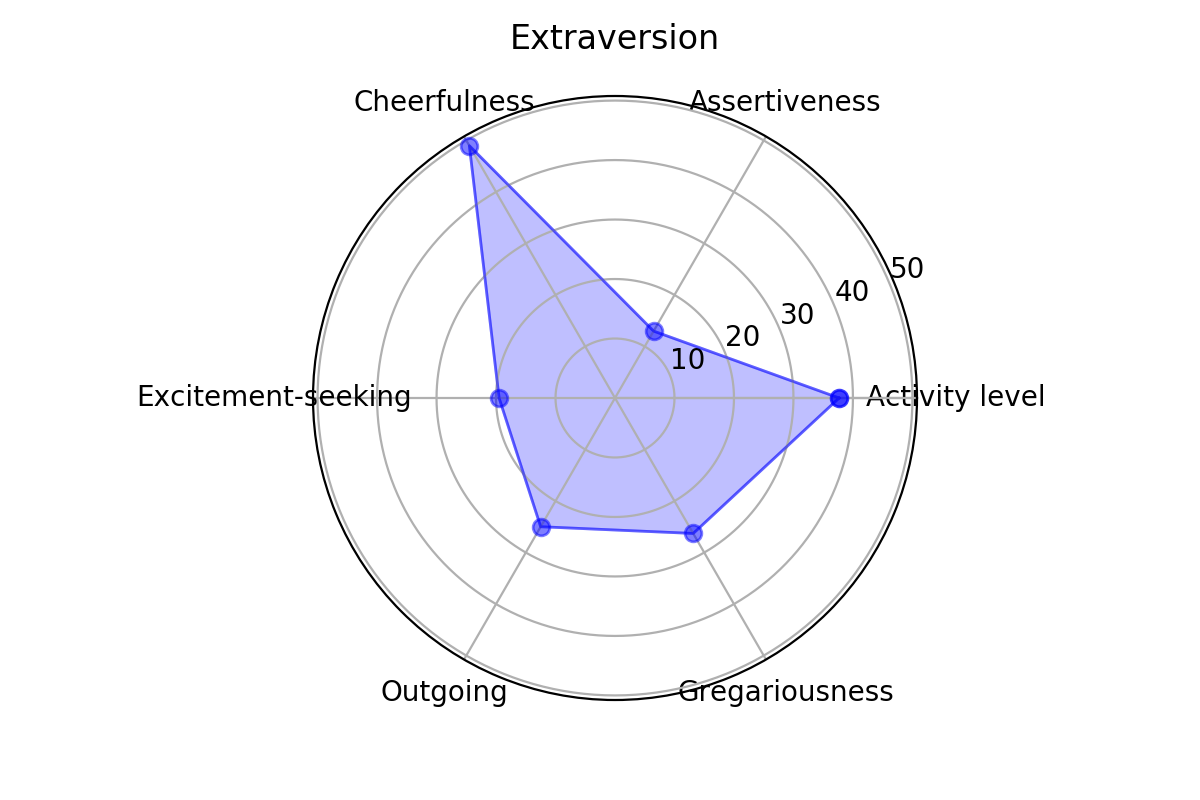 Extraversion
Cheerfulness
Assertiveness
50
40
30
20
10
Excitement-seeking
Activity level
Outgoing
Gregariousness